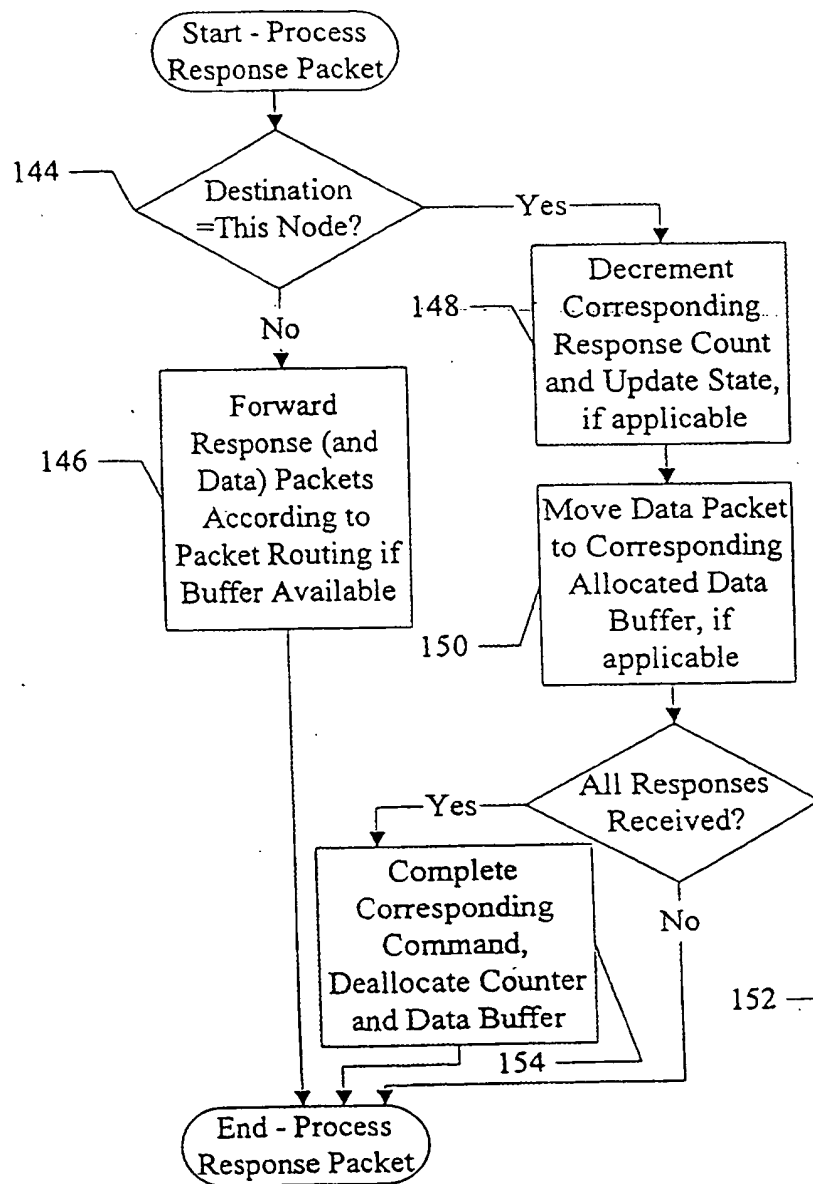 Start - Process
Response Packet
144
Destination
=This Node?
Yes
No
148
Decrement
Corresponding
Response Count
and Update State,
if applicable
146
Forward
Response (and
Data) Packets
According to
Packet Routing if
Buffer Available
150
Move Data Packet
to Corresponding
Allocated Data
Buffer, if
applicable
All Responses
Received?
Yes
No
152
Complete
Corresponding
Command,
Deallocate Counter
and Data Buffer
154
End - Process
Response Packet